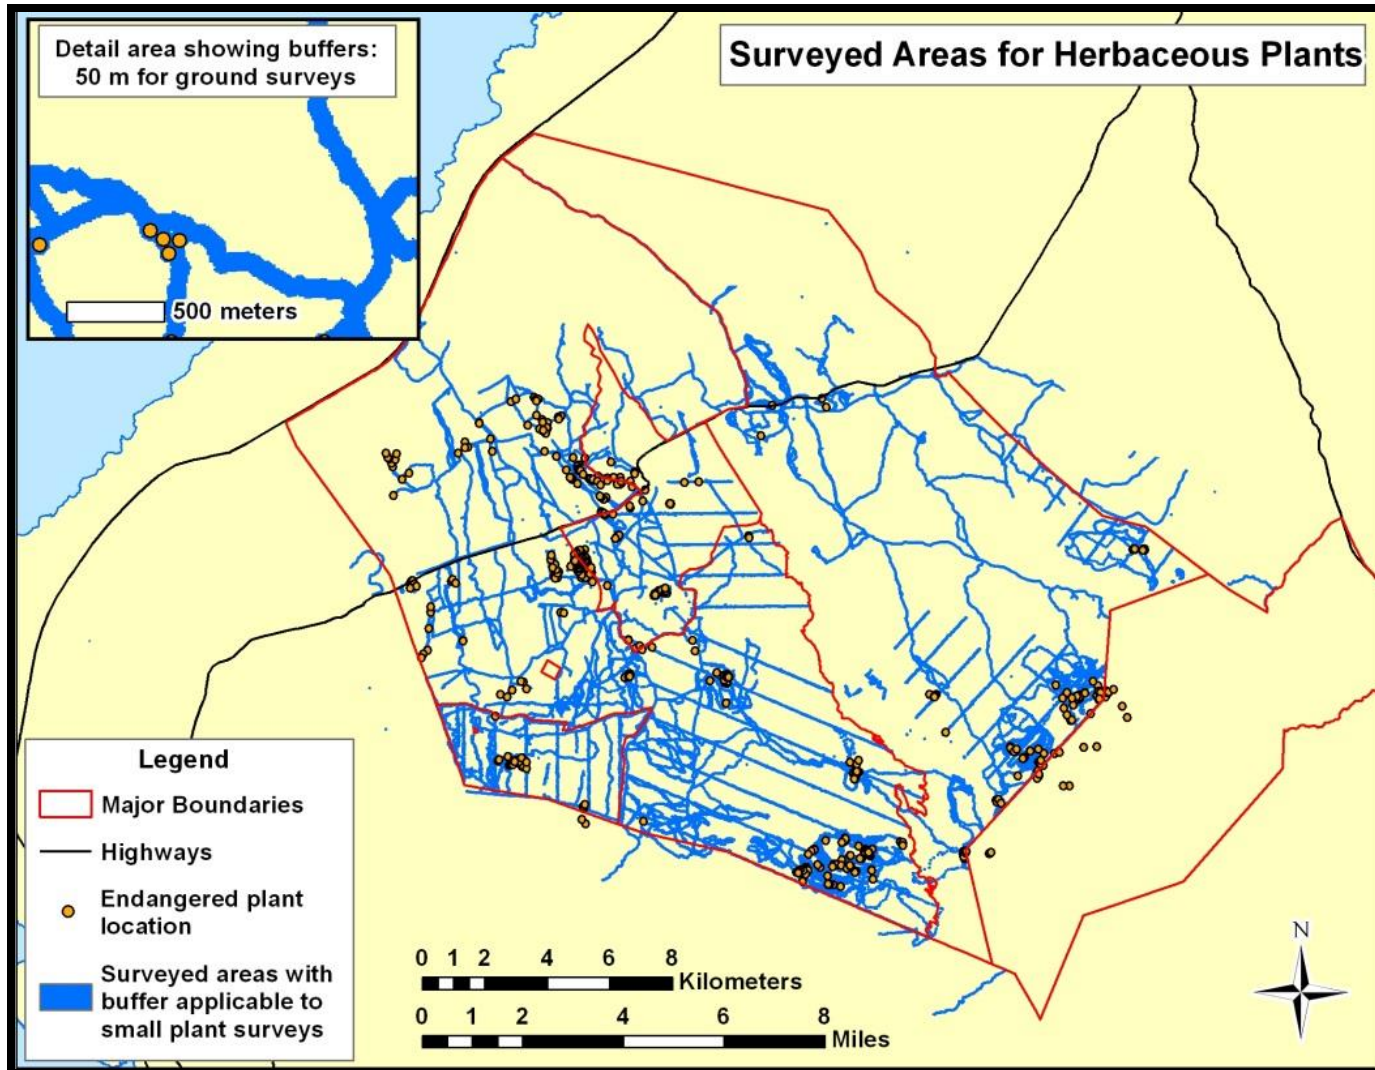 Detail area showing buffers:
50 m for ground surveys
500 meters
Surveyed Areas for Herbaceous Plants
Legend
Major Boundaries
Highways
Endangered plant
location
Surveyed areas with
buffer applicable to
small plant surveys
0 1 2 4 6 8
Kilometers
0 1 2 4 6 8
Miles
N